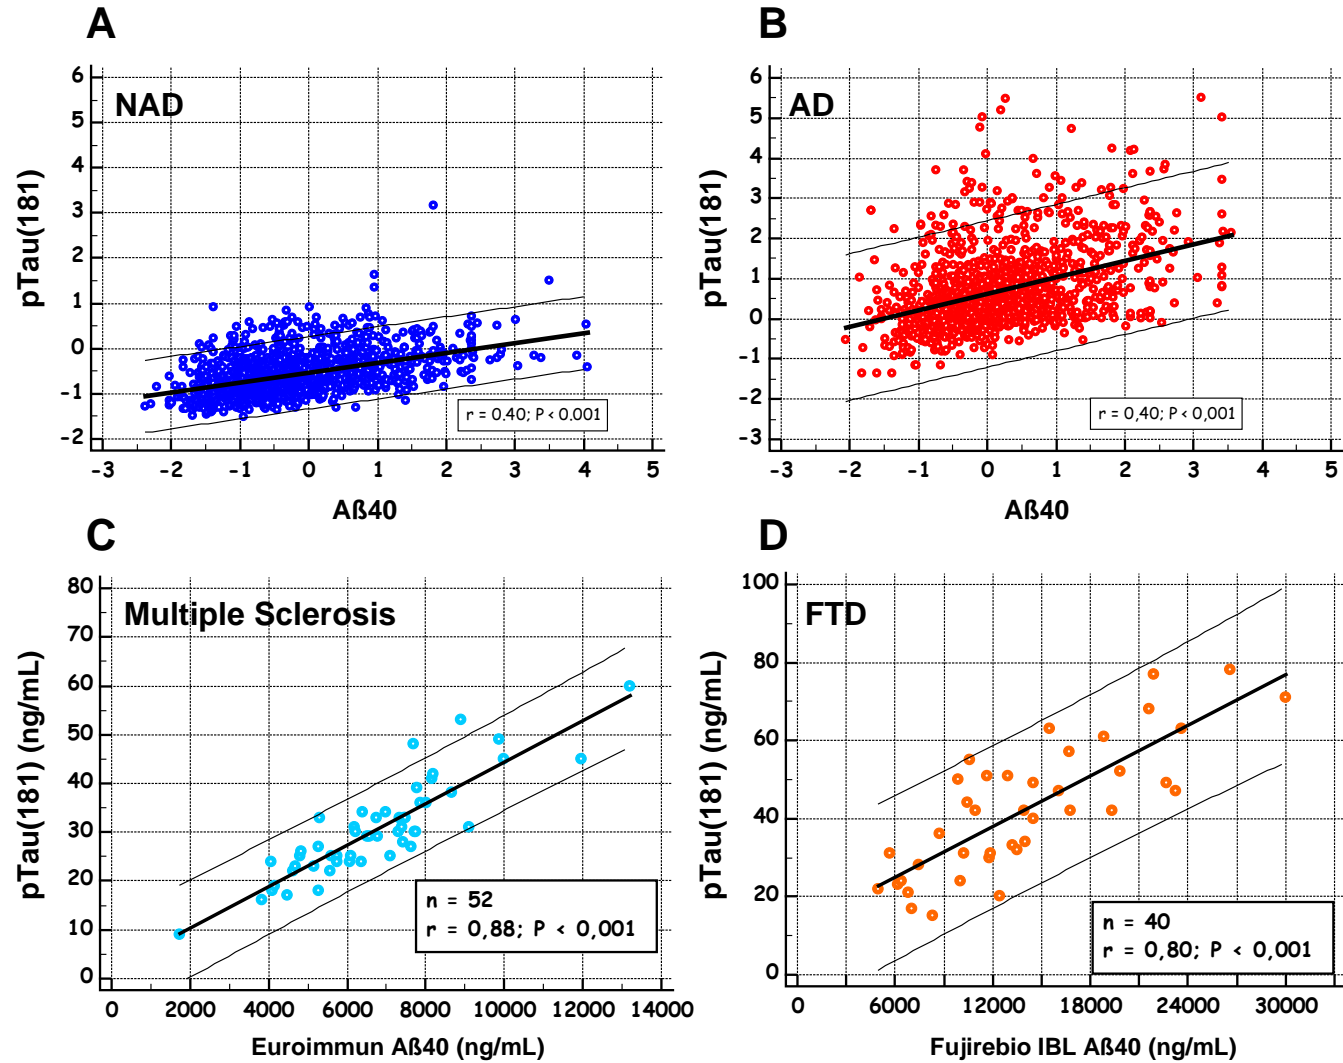 A
NAD
pTau(181)
6
5
4
3
2
1
0
-1
-2
r = 0.40; P < 0.001
-3 -2 -1 0 1 2 3 4 5
Aß40
B
AD
pTau(181)
6
5
4
3
2
1
0
-1
-2
-3
r = 0,40; P < 0,001
-3 -2 -1 0 1 2 3 4 5
Aß40
C
Multiple Sclerosis
pTau(181) (ng/mL)
80
70
60
50
40
30
20
10
0
n = 52
r = 0,88; P < 0,001
0 2000 4000 6000 8000 10000 12000 14000
Euroimmun Aß40 (ng/mL)
D
FTD
pTau(181) (ng/mL)
100
80
60
40
20
0
n = 40
r = 0,80; P < 0,001
0 6000 12000 18000 24000 30000
Fujirebio IBL Aß40 (ng/mL)